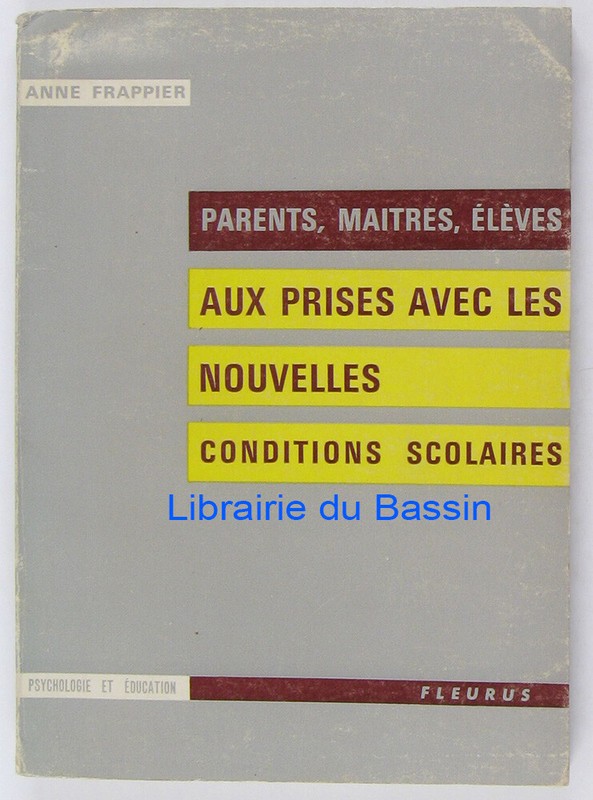 ANNE FRAPPIER
PARENTS, MAITRES, ÉLÈVES
AUX PRISES AVEC LES
NOUVELLES
CONDITIONS SCOLAIRES
Librairie du Bassin
PSYCHOLOGIE ET ÉDUCATION
FLEURUS